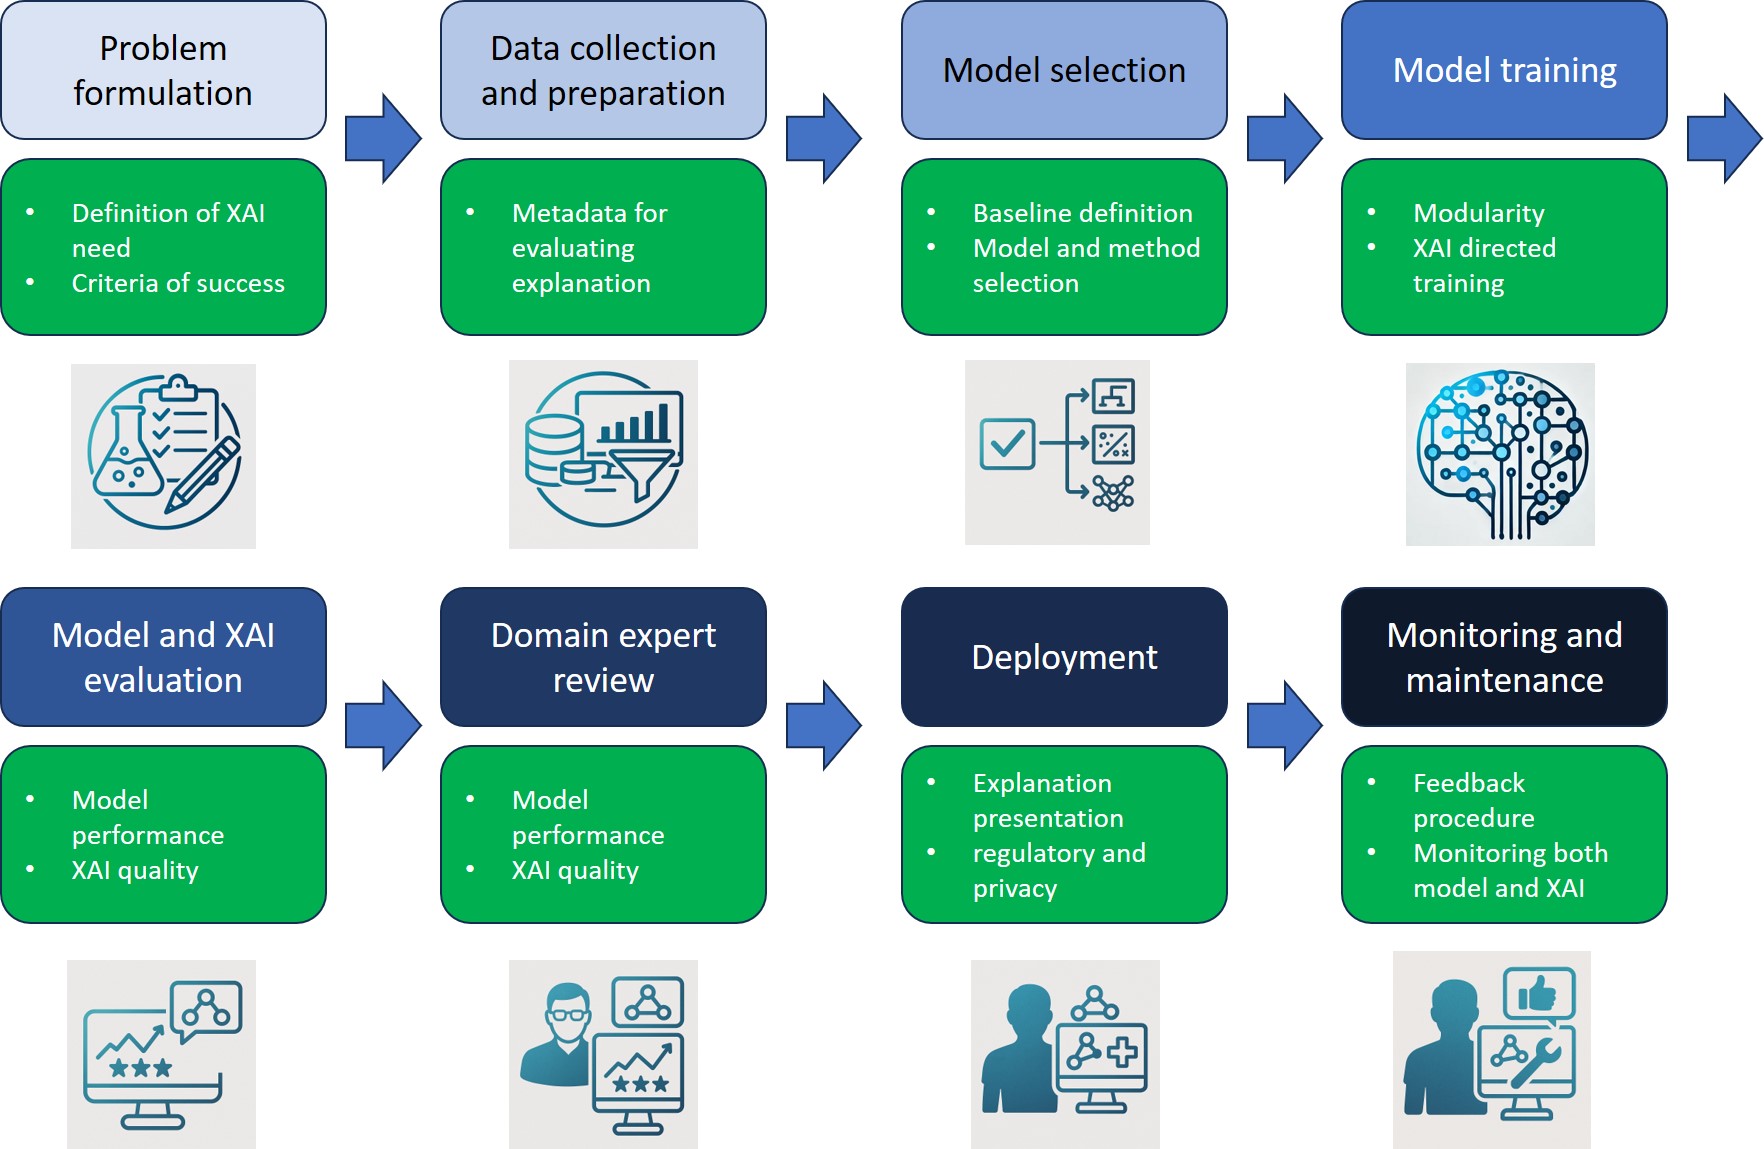 Problem
formulation
• Definition of XAI
need
• Criteria of success
Data collection
and preparation
• Metadata for
evaluating
explanation
Model selection
• Baseline definition
• Model and method
selection
Model training
• Modularity
• XAI directed
training
Model and XAI
evaluation
• Model
performance
• XAI quality
Domain expert
review
• Model
performance
• XAI quality
Deployment
• Explanation
presentation
• regulatory and
privacy
Monitoring and
maintenance
• Feedback
procedure
• Monitoring both
model and XAI